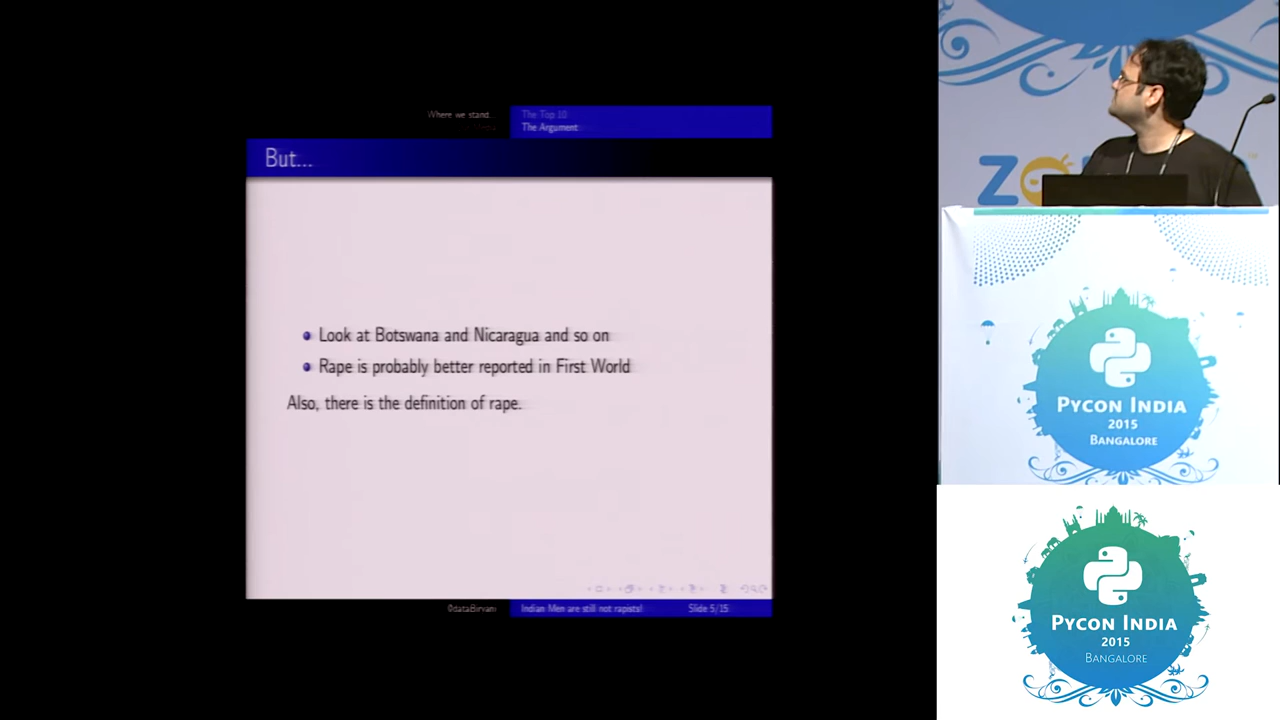 Where we stand...
The Top 10
The Argument
But...
Look at Botswana and Nicaragua and so on
Rape is probably better reported in First World
Also, there is the definition of rape.
Indian Men are still not rapists!
Slide 5/15
PYCON INDIA
2015
BANGALORE
PYCON INDIA
2015
BANGALORE